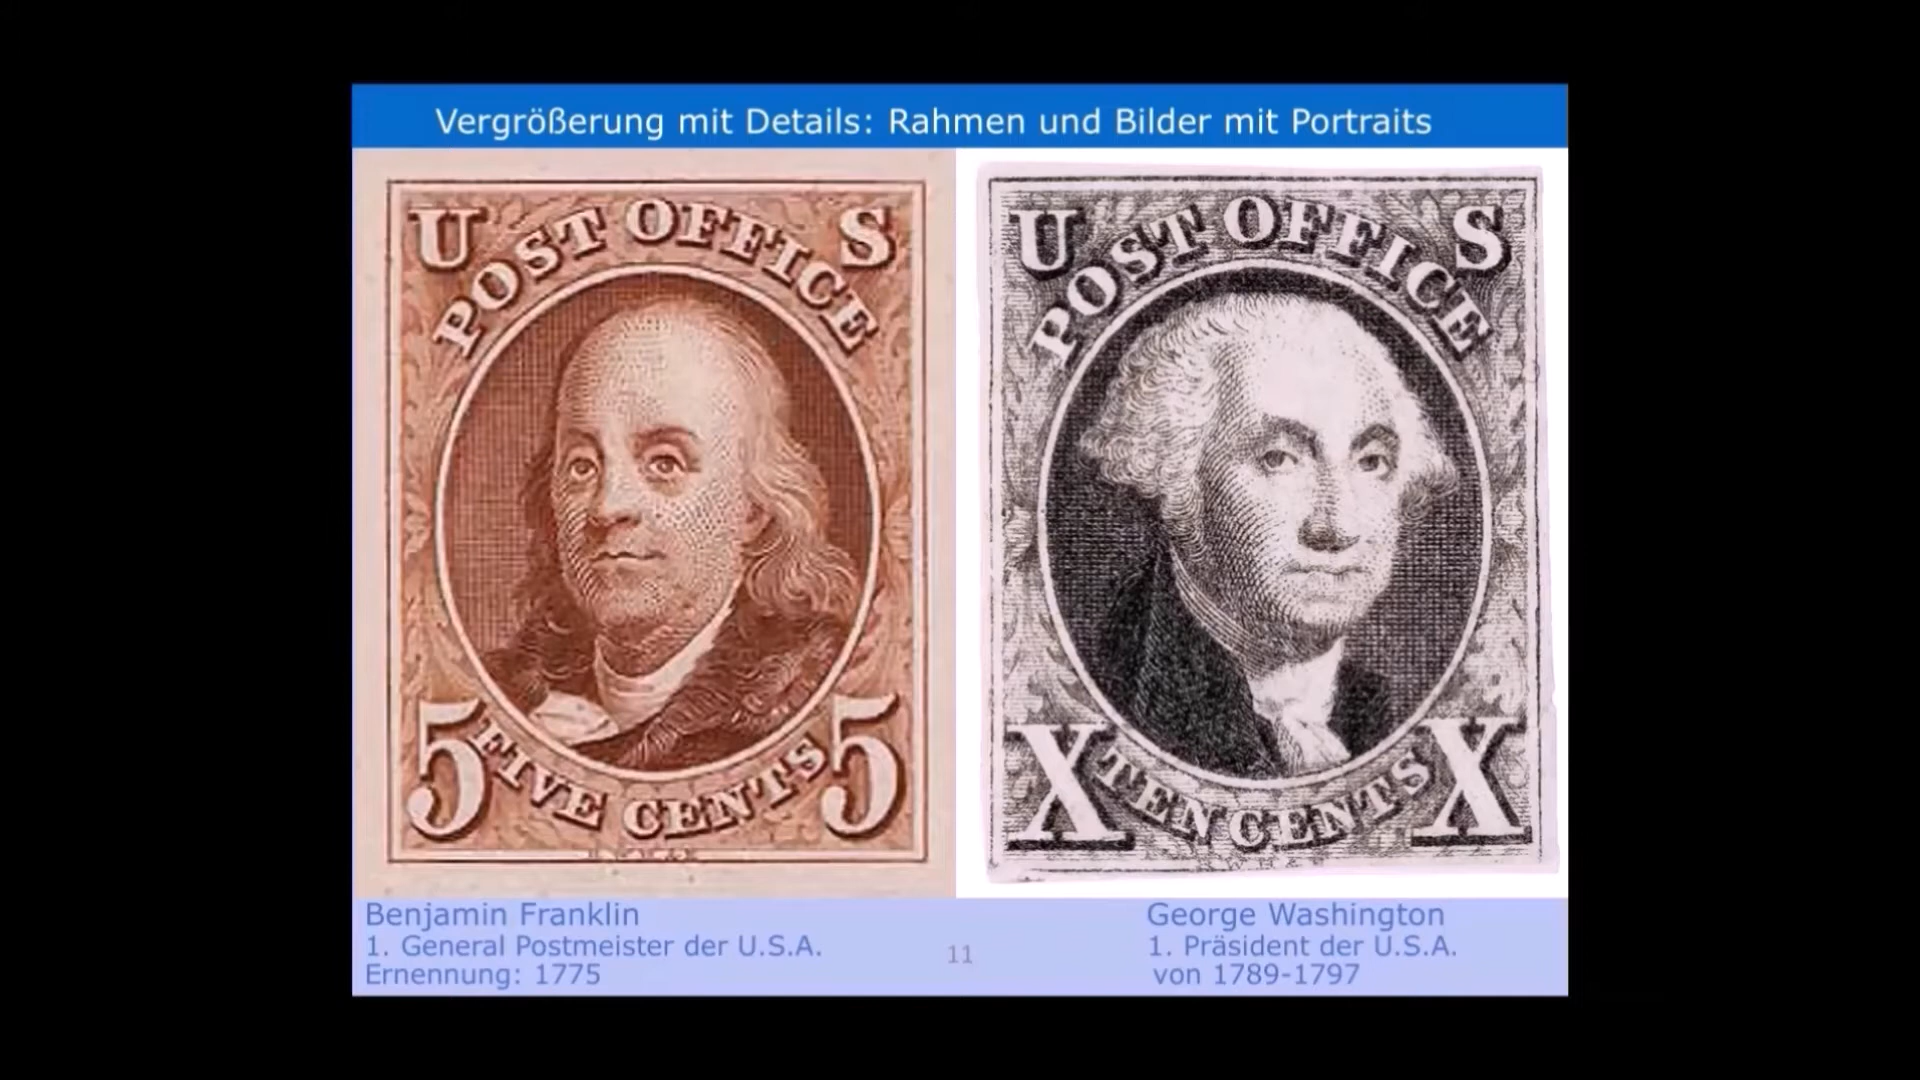 Vergrößerung mit Details: Rahmen und Bilder mit Portraits
U S
POST OFFICE
5 FIVE CENTS 5
U S
POST OFFICE
X TEN CENTS X
Benjamin Franklin
1. General Postmeister der U.S.A.
Ernennung: 1775
11
George Washington
1. Präsident der U.S.A.
von 1789-1797